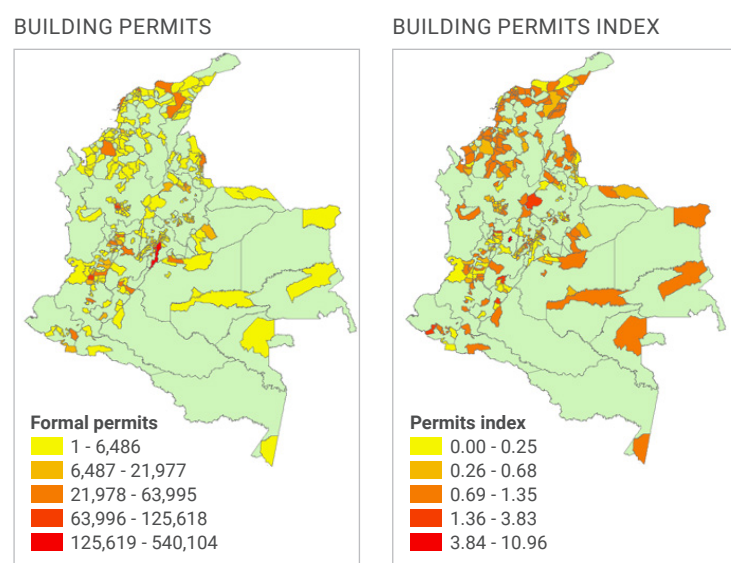 BUILDING PERMITS
Formal permits
1 - 6,486
6,487 - 21,977
21,978 - 63,995
63,996 - 125,618
125,619 - 540,104
BUILDING PERMITS INDEX
Permits index
0.00 - 0.25
0.26 - 0.68
0.69 - 1.35
1.36 - 3.83
3.84 - 10.96